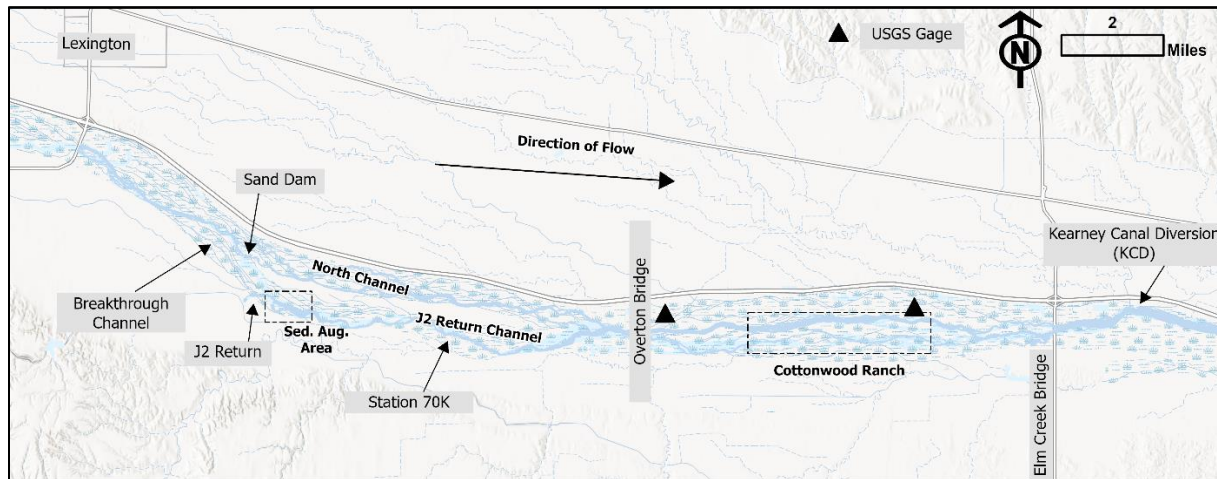 Lexington
USGS Gage
N
2
Miles
Direction of Flow
Sand Dam
Kearney Canal Diversion
(KCD)
North Channel
Breakthrough
Channel
J2 Return
Sed. Aug.
Area
J2 Return Channel
Station 70K
Overton Bridge
Cottonwood Ranch
Elm Creek Bridge